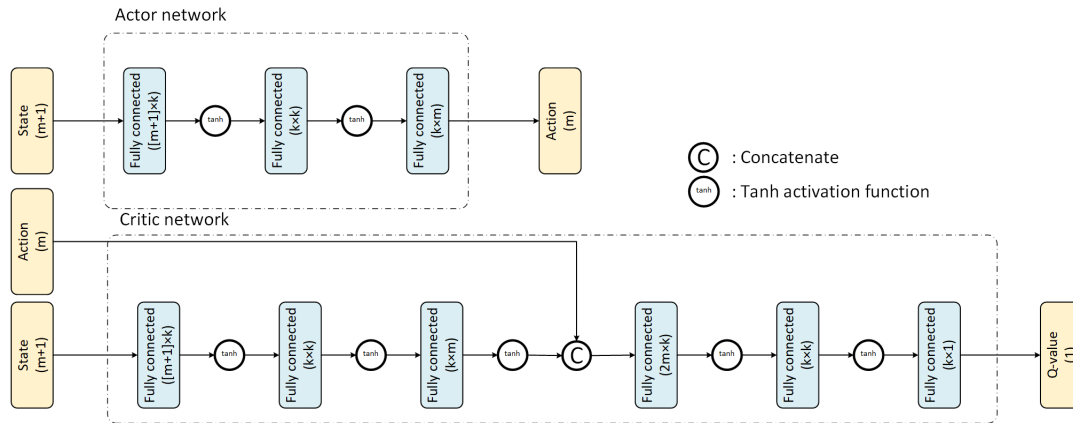 Actor network
State
(m+1)
Fully connected
([m+1]×k)
tanh
Fully connected
(k×k)
tanh
Fully connected
(k×m)
Action
(m)
C : Concatenate
tanh : Tanh activation function
Critic network
Action
(m)
State
(m+1)
Fully connected
([m+1]×k)
tanh
Fully connected
(k×k)
tanh
Fully connected
(k×m)
tanh
C
Fully connected
(2m×k)
tanh
Fully connected
(k×k)
tanh
Fully connected
(k×1)
Q-value
(1)